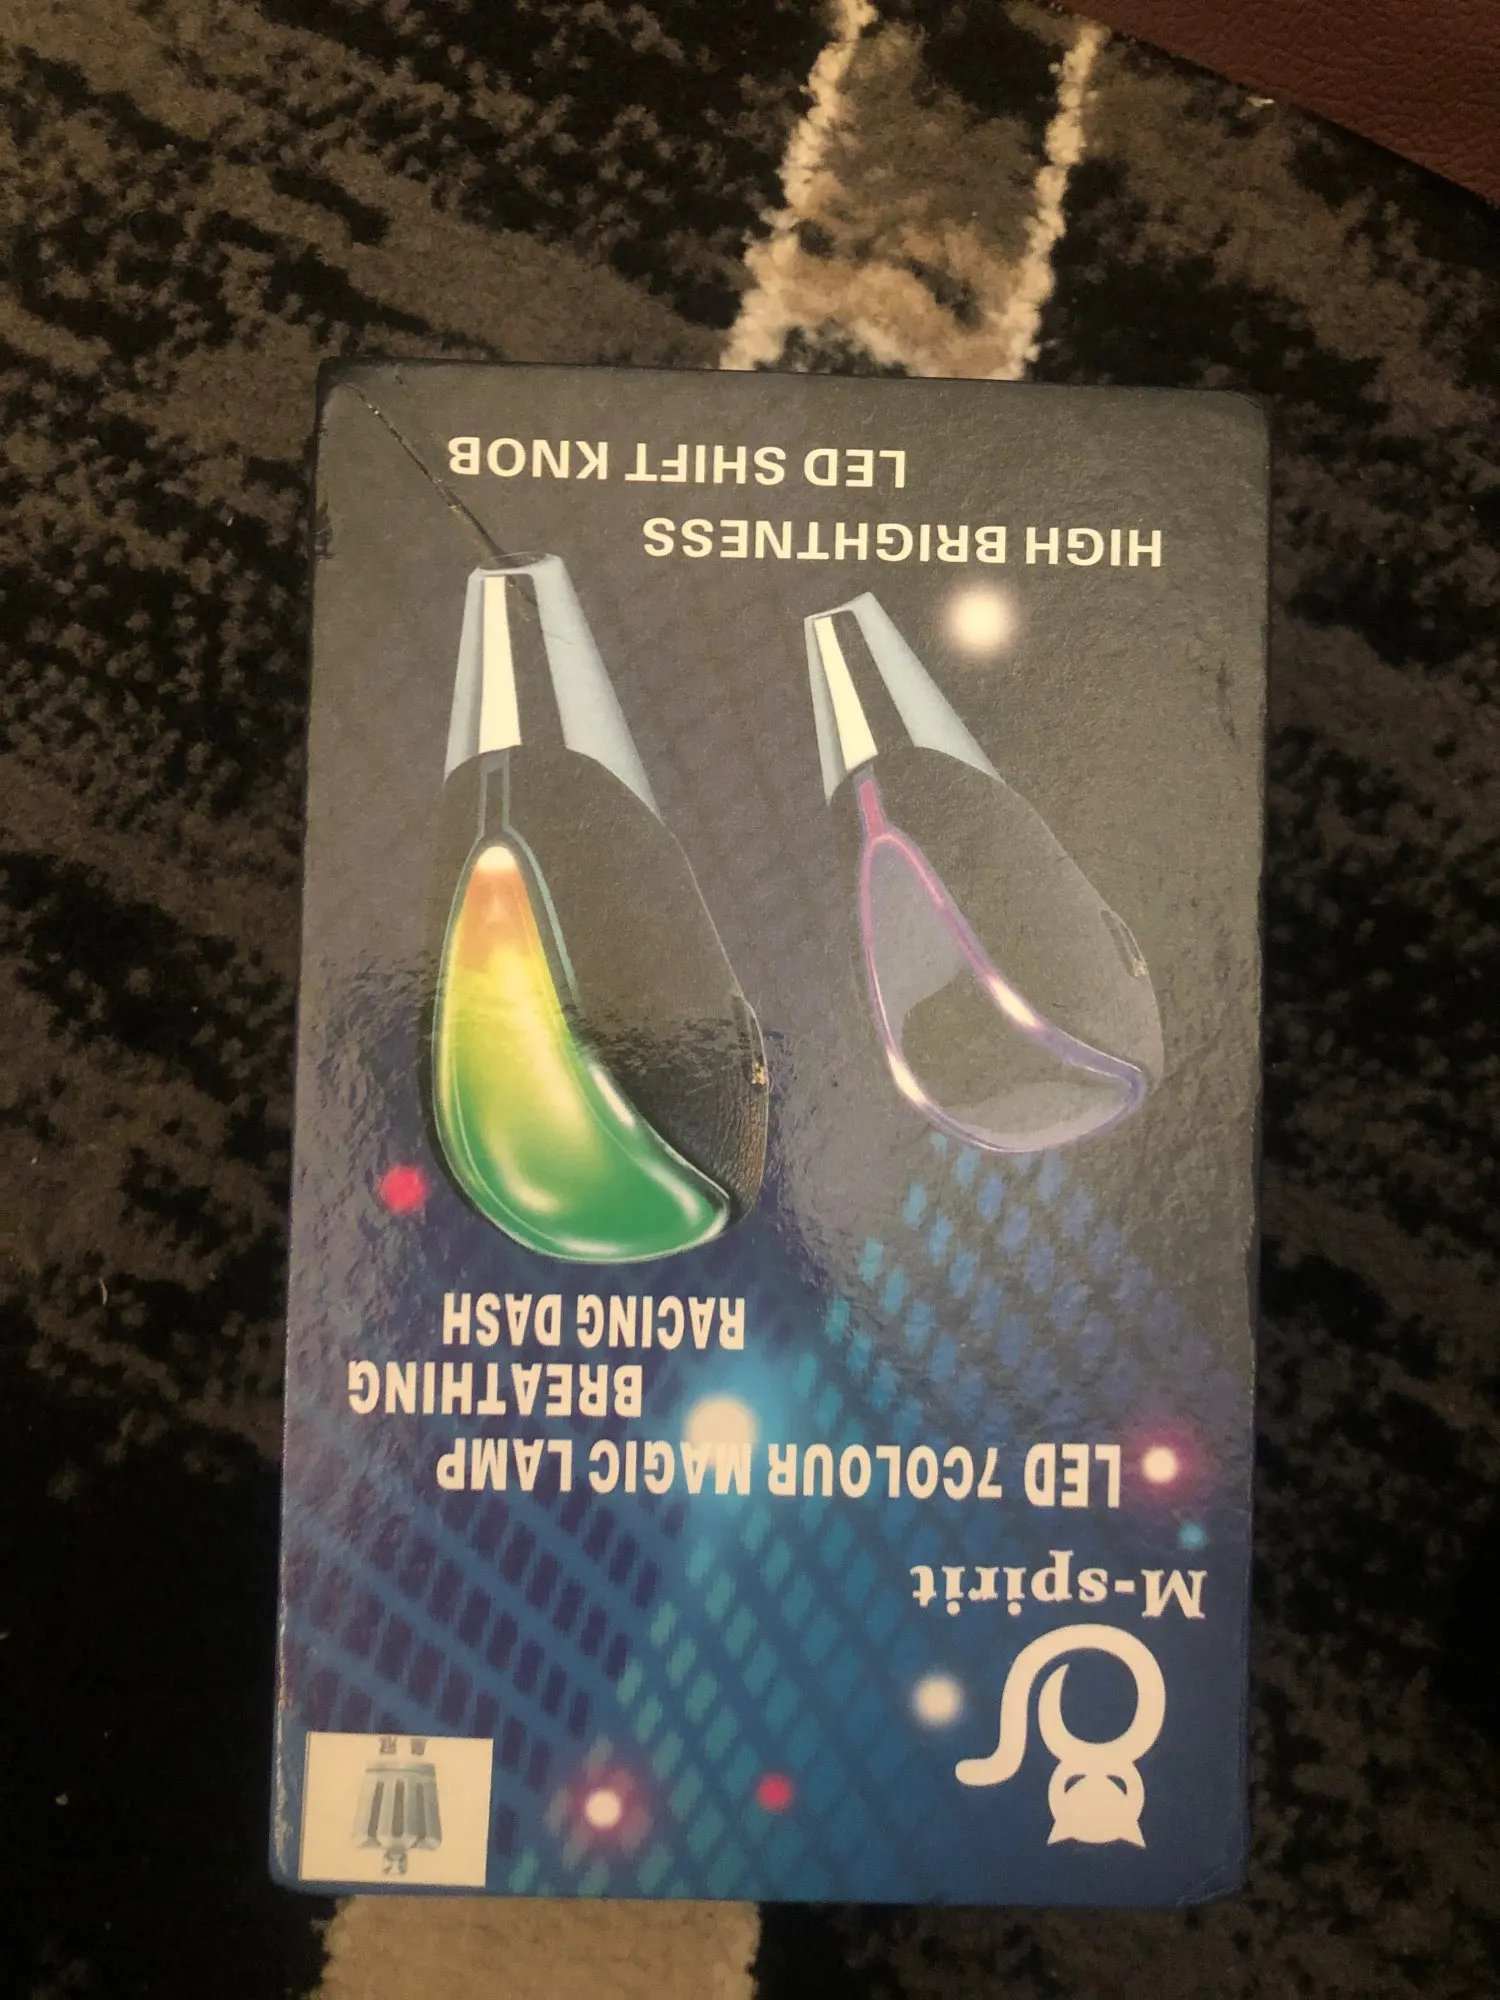 M-spirit
LED 7COLOUR MAGIC LAMP
BREATHING
RACING DASH
HIGH BRIGHTNESS
LED SHIFT KNOB